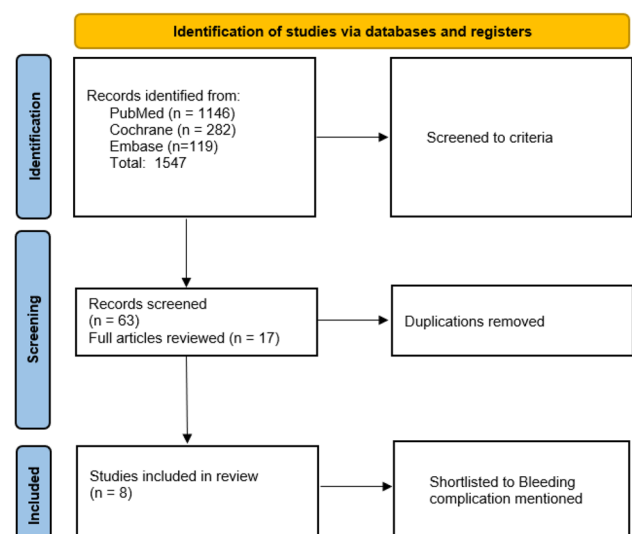 Identification of studies via databases and registers
Identification
Records identified from:
PubMed (n = 1146)
Cochrane (n = 282)
Embase (n=119)
Total: 1547
Screened to criteria
Screening
Records screened
(n = 63)
Full articles reviewed (n = 17)
Duplications removed
Included
Studies included in review
(n = 8)
Shortlisted to Bleeding
complication mentioned